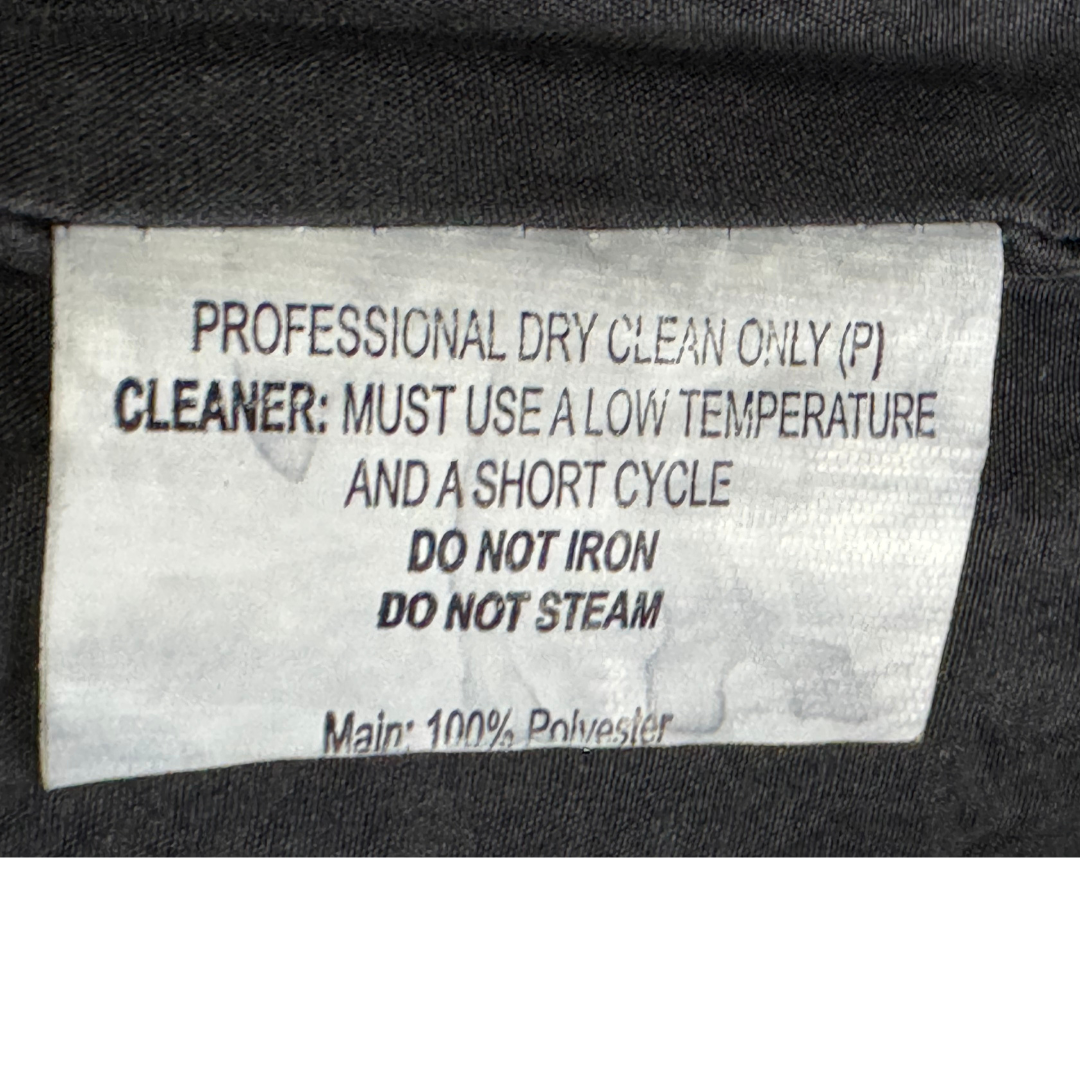 PROFESSIONAL DRY CLEAN ONLY (P)
CLEANER: MUST USE A LOW TEMPERATURE
AND A SHORT CYCLE
DO NOT IRON
DO NOT STEAM
Main: 100% Polyester